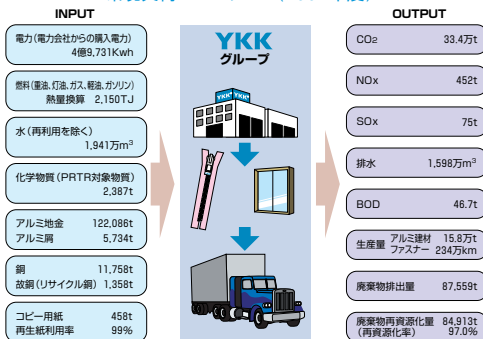 INPUT
電力(電力会社からの購入電力)
4億9,731Kwh
燃料(重油、灯油、ガス、軽油、ガソリン)
熱量換算 2,150TJ
水(再利用を除く)
1,941万m³
化学物質(PRTR対象物質)
2,387t
アルミ地金 122,086t
アルミ屑 5,734t
銅 11,758t
故銅(リサイクル銅) 1,358t
コピー用紙 458t
再生紙利用率 99%
YKK
グループ
YKK YKK
OUTPUT
CO2 33.4万t
NOx 452t
SOx 75t
排水 1,598万m³
BOD 46.7t
生産量 アルミ建材 15.8万t
ファスナー 234万km
廃棄物排出量 87,559t
廃棄物再資源化量 84,913t
(再資源化率) 97.0%